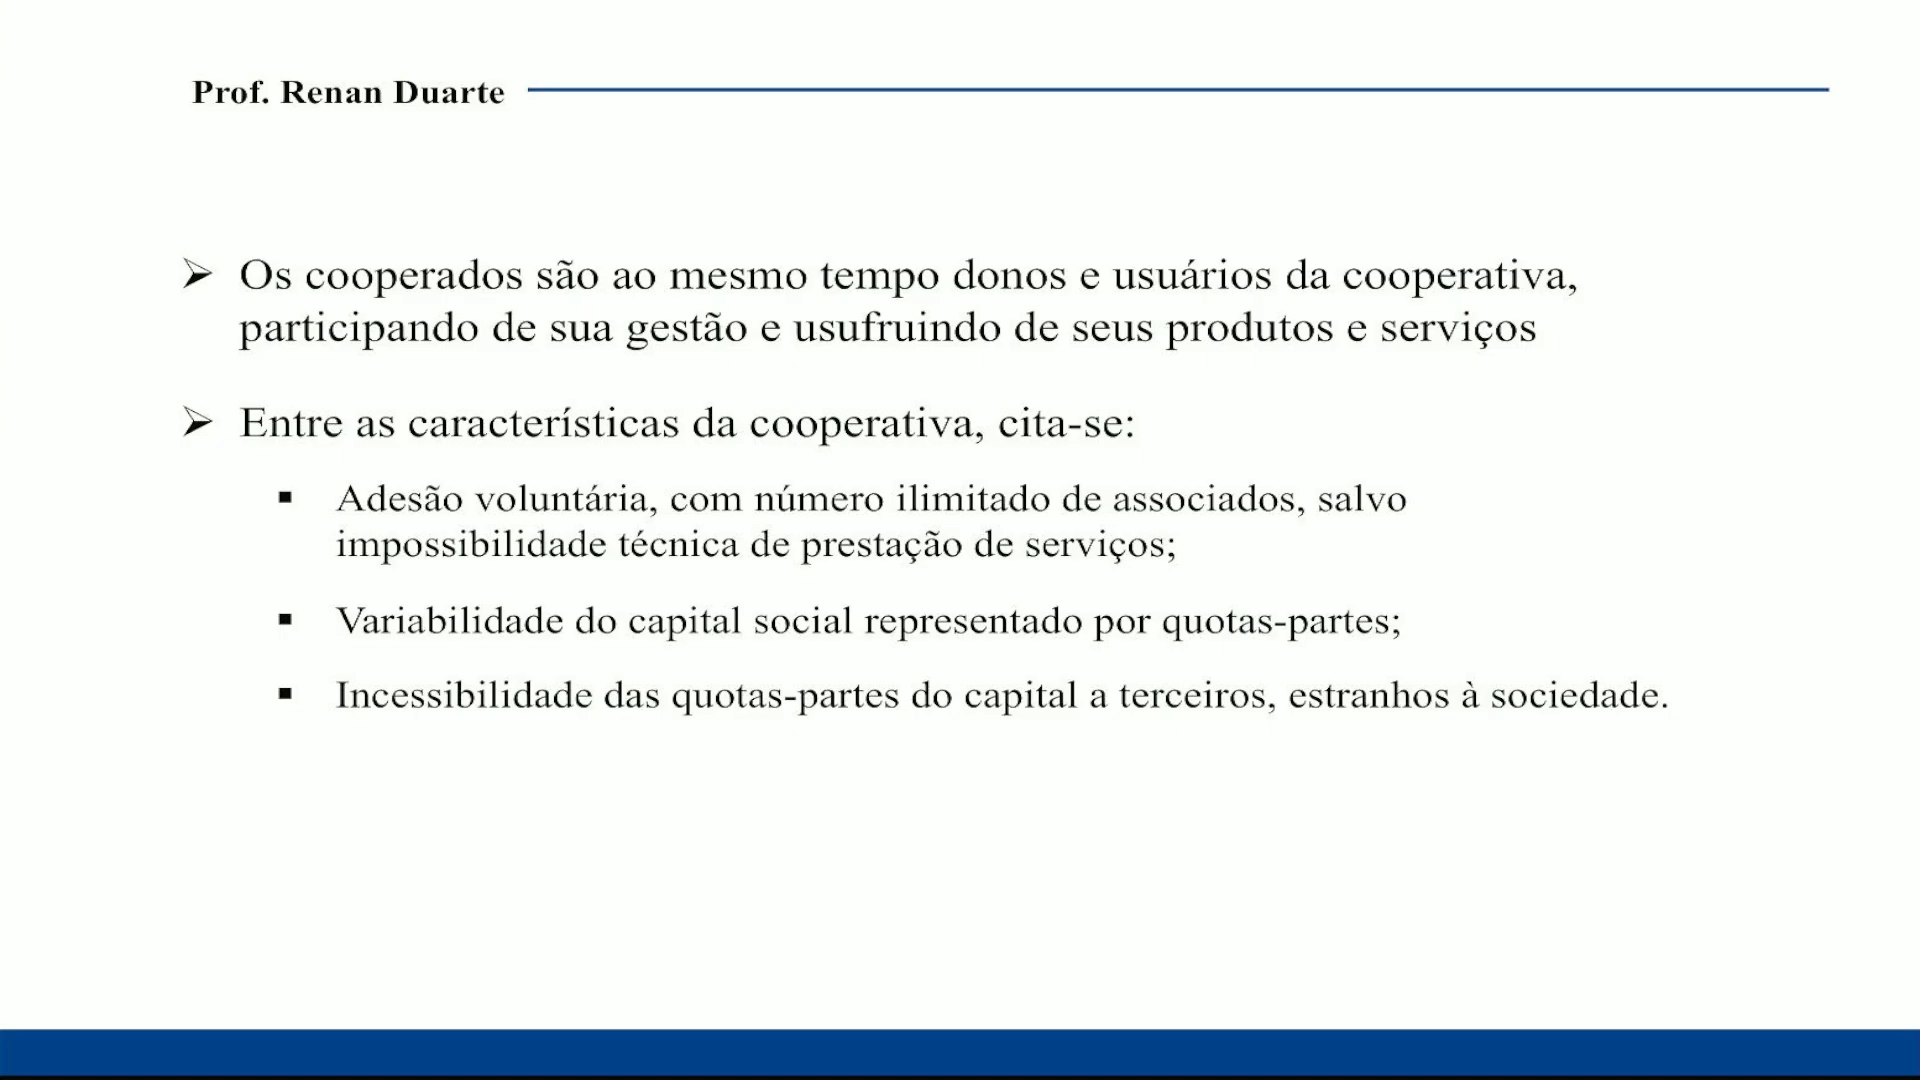 Prof. Renan Duarte
➢ Os cooperados são ao mesmo tempo donos e usuários da cooperativa,
participando de sua gestão e usufruindo de seus produtos e serviços
➢ Entre as características da cooperativa, cita-se:
▪ Adesão voluntária, com número ilimitado de associados, salvo
impossibilidade técnica de prestação de serviços;
▪ Variabilidade do capital social representado por quotas-partes;
▪ Incessibilidade das quotas-partes do capital a terceiros, estranhos à sociedade.